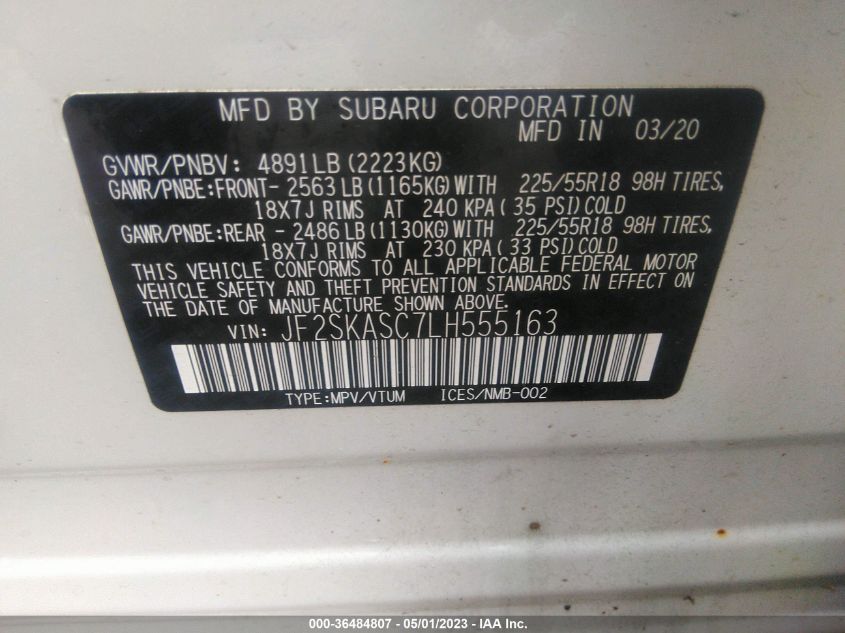 MFD BY SUBARU CORPORATION
MFD IN 03/20
GVWR/PNBV: 4891LB (2223KG)
GAWR/PNBE:FRONT- 2563 LB (1165KG) WITH 225/55R18 98H TIRES,
18X7J RIMS AT 240 KPA ( 35 PSI) COLD
GAWR/PNBE:REAR - 2486 LB (1130KG) WITH 225/55R18 98H TIRES,
18X7J RIMS AT 230 KPA ( 33 PSI) COLD
THIS VEHICLE CONFORMS TO ALL APPLICABLE FEDERAL MOTOR
VEHICLE SAFETY AND THEFT PREVENTION STANDARDS IN EFFECT ON
THE DATE OF MANUFACTURE SHOWN ABOVE.
VIN: JF2SKASC7LH555163
TYPE:MPV/VTUM ICES/NMB-002
000-36484807 - 05/01/2023 - IAA Inc.